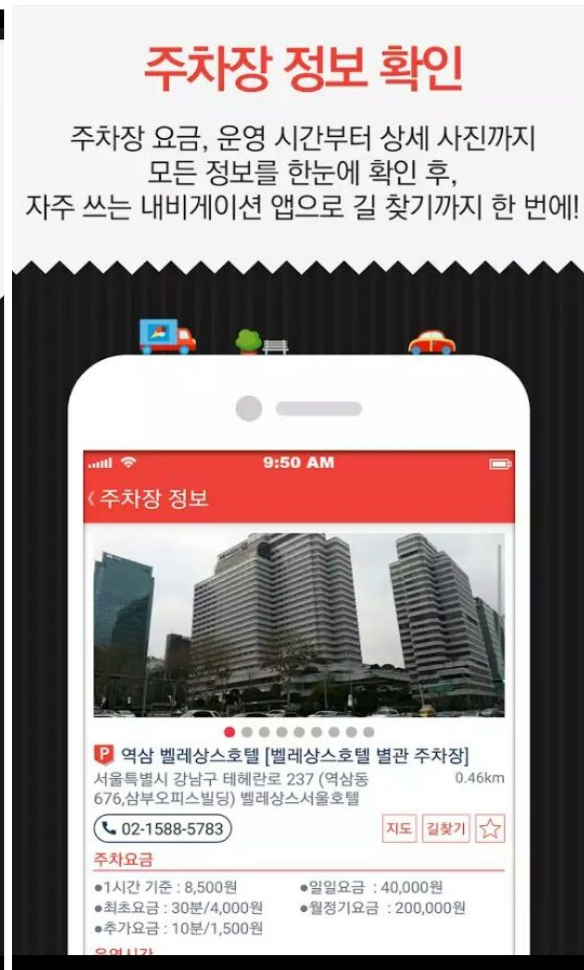 주차장 정보 확인
주차장 요금, 운영 시간부터 상세 사진까지
모든 정보를 한눈에 확인 후,
자주 쓰는 내비게이션 앱으로 길 찾기까지 한 번에!
9:50 AM
〈 주차장 정보
P 역삼 벨레상스호텔 [벨레상스호텔 별관 주차장]
서울특별시 강남구 테헤란로 237 (역삼동 0.46km
676,삼부오피스빌딩) 벨레상스서울호텔
02-1588-5783 지도 길찾기
주차요금
●1시간 기준 : 8,500원 ●일일요금 : 40,000원
●최초요금 : 30분/4,000원 ●월정기요금 : 200,000원
●추가요금 : 10분/1,500원
운영시간